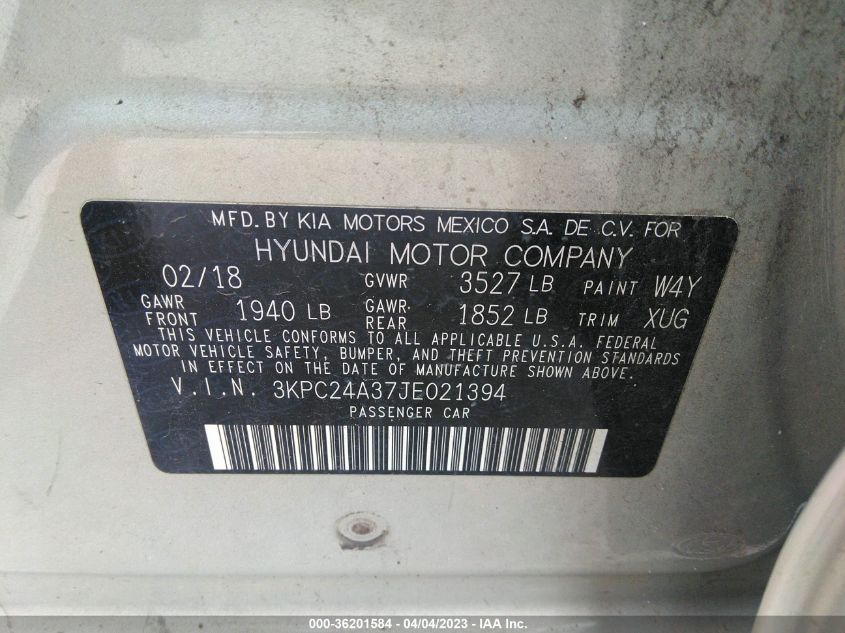 MFD. BY KIA MOTORS MEXICO S.A. DE C.V. FOR
HYUNDAI MOTOR COMPANY
02/18 GVWR 3527 LB PAINT W4Y
GAWR FRONT 1940 LB GAWR REAR 1852 LB TRIM XUG
THIS VEHICLE CONFORMS TO ALL APPLICABLE U.S.A. FEDERAL
MOTOR VEHICLE SAFETY, BUMPER, AND THEFT PREVENTION STANDARDS
IN EFFECT ON THE DATE OF MANUFACTURE SHOWN ABOVE.
V.I.N. 3KPC24A37JE021394
PASSENGER CAR
000-36201584 - 04/04/2023 - IAA Inc.